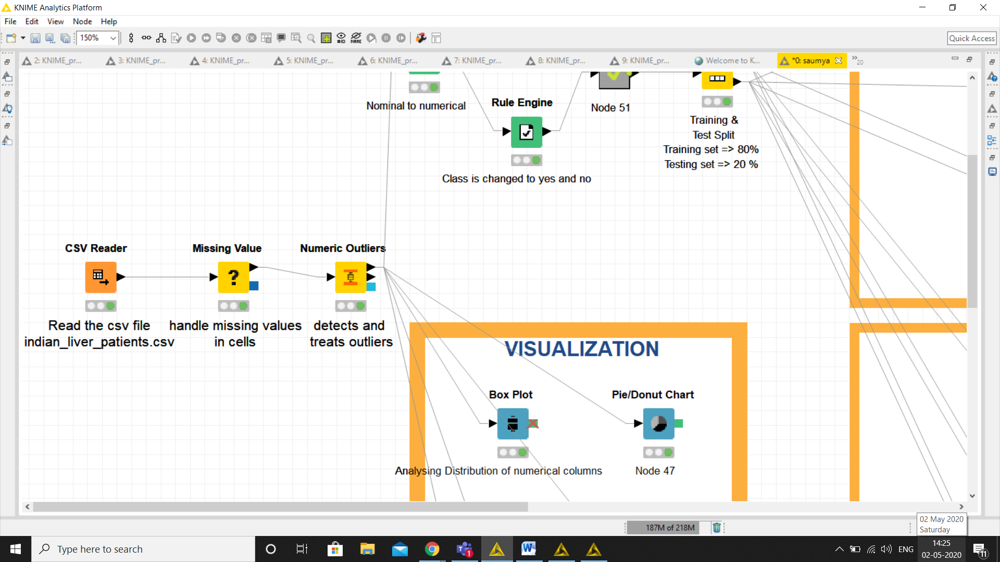 KNIME Analytics Platform
File Edit View Node Help
150%
#ID
NAME
Quick Access
2: KNIME_pr...
3: KNIME_pr...
4: KNIME_pr...
5: KNIME_pr...
6: KNIME_pr...
7: KNIME_pr...
8: KNIME_pr...
9: KNIME_pr...
Welcome to K...
*0: saumya
»20
Nominal to numerical
Rule Engine
Class is changed to yes and no
Node 51
Training &
Test Split
Training set => 80%
Testing set => 20 %
CSV Reader
Read the csv file
indian_liver_patients.csv
Missing Value
?
handle missing values
in cells
Numeric Outliers
detects and
treats outliers
VISUALIZATION
Box Plot
Analysing Distribution of numerical columns
Pie/Donut Chart
Node 47
187M of 218M
02 May 2020
Saturday
Type here to search
1
ENG
14:25
02-05-2020
11